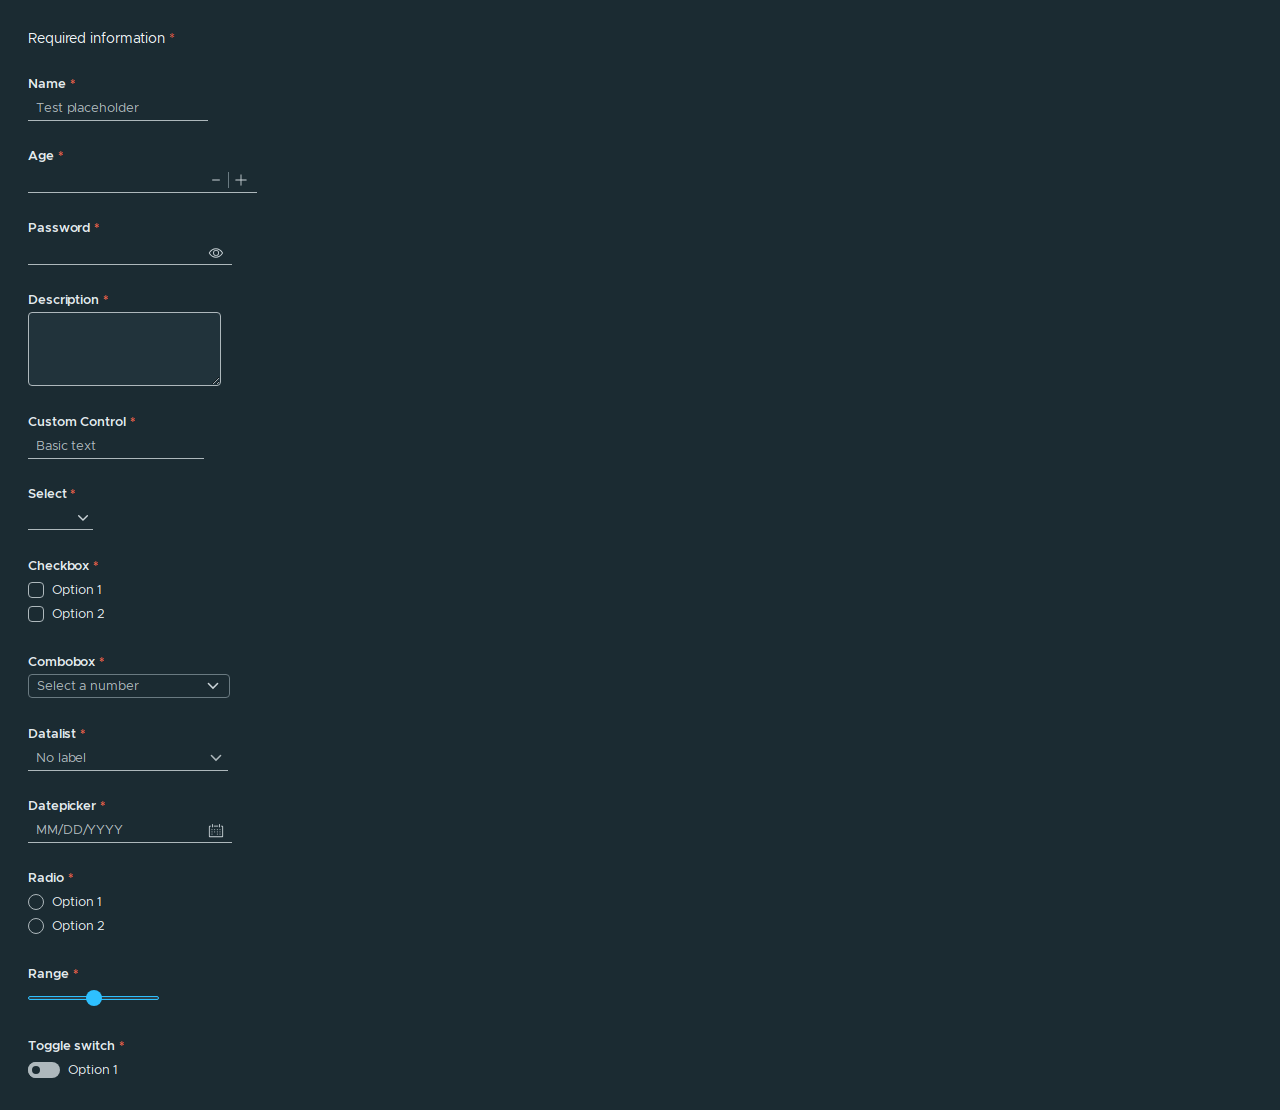 Required information *
Name *
Test placeholder
Age *
Password *
Description *
Custom Control *
Basic text
Select *
Checkbox *
Option 1
Option 2
Combobox *
Select a number
Datalist *
No label
Datepicker *
MM/DD/YYYY
Radio *
Option 1
Option 2
Range *
Toggle switch *
Option 1